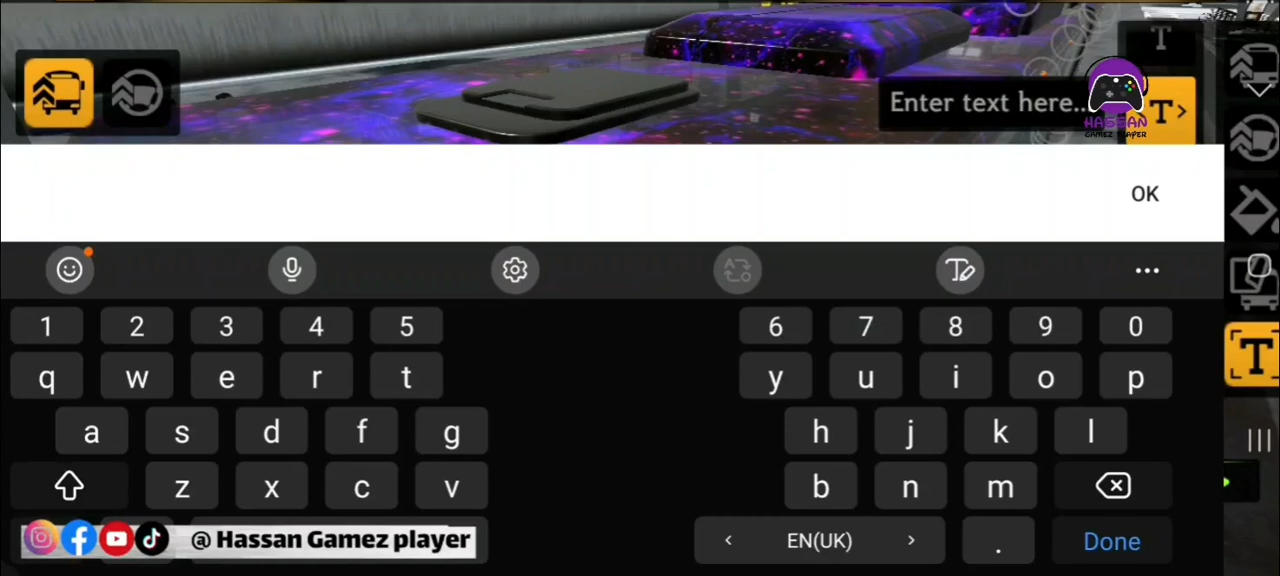 T
Enter text here...
T>
HASSAN
GAMEZ PLAYER
OK
T
1 2 3 4 5 6 7 8 9 0
q w e r t y u i o p
a s d f g h j k l
z x c v b n m
@ Hassan Gamez player
< EN(UK) > . Done